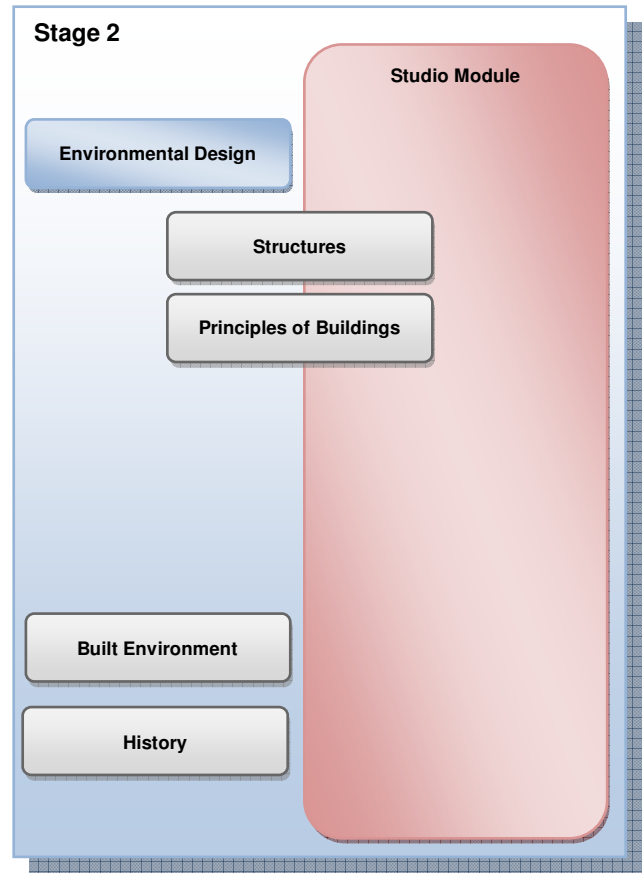 Stage 2
Studio Module
Environmental Design
Structures
Principles of Buildings
Built Environment
History